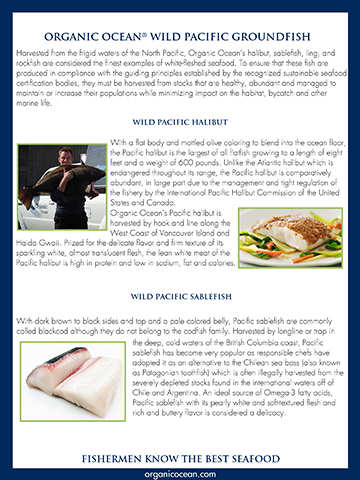 ORGANIC OCEAN® WILD PACIFIC GROUNDFISH
Harvested from the frigid waters of the North Pacific, Organic Ocean's halibut, sablefish, ling, and
rockfish are considered the finest examples of white-fleshed seafood. To ensure that these fish are
produced in compliance with the guiding principles established by the recognized sustainable seafood
certification bodies, they must be harvested from stocks that are healthy, abundant and managed to
maintain or increase their populations while minimizing impact on the habitat, bycatch and other
marine life.
WILD PACIFIC HALIBUT
With a flat body and mottled olive coloring to blend into the ocean floor,
the Pacific halibut is the largest of all flatfish growing to a length of eight
feet and a weight of 600 pounds. Unlike the Atlantic halibut which is
endangered throughout its range, the Pacific halibut is comparatively
abundant, in large part due to the management and tight regulation of
the fishery by the International Pacific Halibut Commission of the United
States and Canada.
Organic Ocean's Pacific halibut is
harvested by hook and line along the
West Coast of Vancouver Island and
Haida Gwaii. Prized for the delicate flavor and firm texture of its
sparkling white, almost translucent flesh, the lean white meat of the
Pacific halibut is high in protein and low in sodium, fat and calories.
WILD PACIFIC SABLEFISH
With dark brown to black sides and top and a pale colored belly, Pacific sablefish are commonly
called blackcod although they do not belong to the codfish family. Harvested by longline or trap in
the deep, cold waters of the British Columbia coast, Pacific
sablefish has become very popular as responsible chefs have
adopted it as an alternative to the Chilean sea bass (also known
as Patagonian toothfish) which is often illegally harvested from the
severely depleted stocks found in the international waters off of
Chile and Argentina. An ideal source of Omega-3 fatty acids,
Pacific sablefish with its pearly white and soft-textured flesh and
rich and buttery flavor is considered a delicacy.
FISHERMEN KNOW THE BEST SEAFOOD
organicocean.com